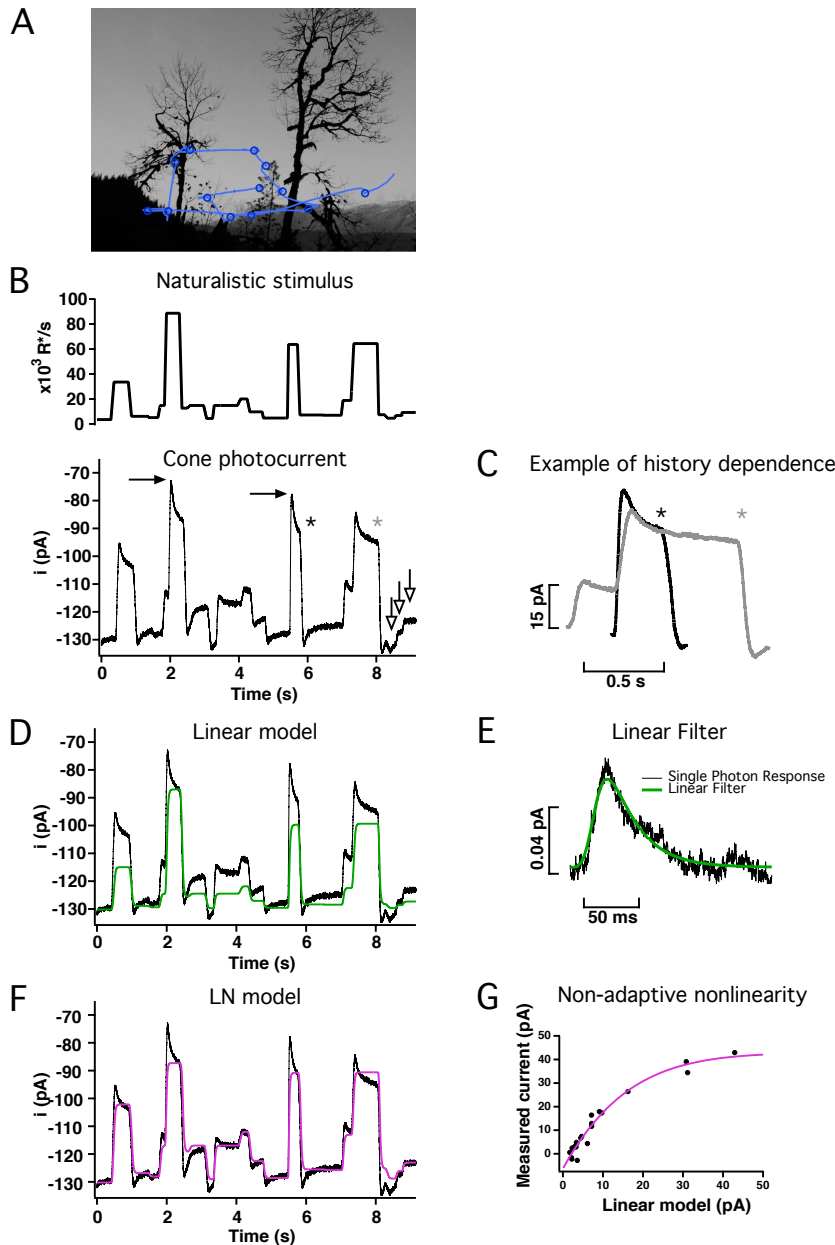 A
B
Naturalistic stimulus
x10³ R*/s
100
80
60
40
20
0
Cone photocurrent
i (pA)
-70
-80
-90
-100
-110
-120
-130
*
*
0
2
4
6
8
Time (s)
C
Example of history dependence
*
*
15 pA
0.5 s
D
Linear model
i (pA)
-70
-80
-90
-100
-110
-120
-130
0
2
4
6
8
Time (s)
E
Linear Filter
Single Photon Response
Linear Filter
0.04 pA
50 ms
F
LN model
i (pA)
-70
-80
-90
-100
-110
-120
-130
0
2
4
6
8
Time (s)
G
Non-adaptive nonlinearity
Measured current (pA)
50
40
30
20
10
0
0
10
20
30
40
50
Linear model (pA)